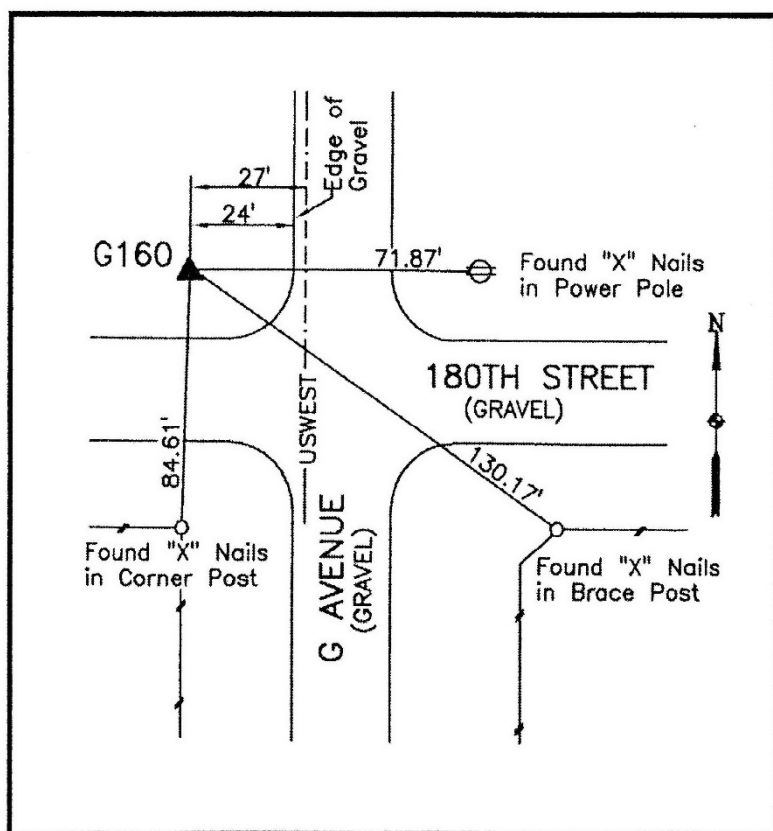 Edge of
Gravel
27'
24'
G160
71.87'
Found "X" Nails
in Power Pole
N
180TH STREET
(GRAVEL)
USWEST
84.61'
130.17'
Found "X" Nails
in Corner Post
G AVENUE
(GRAVEL)
Found "X" Nails
in Brace Post